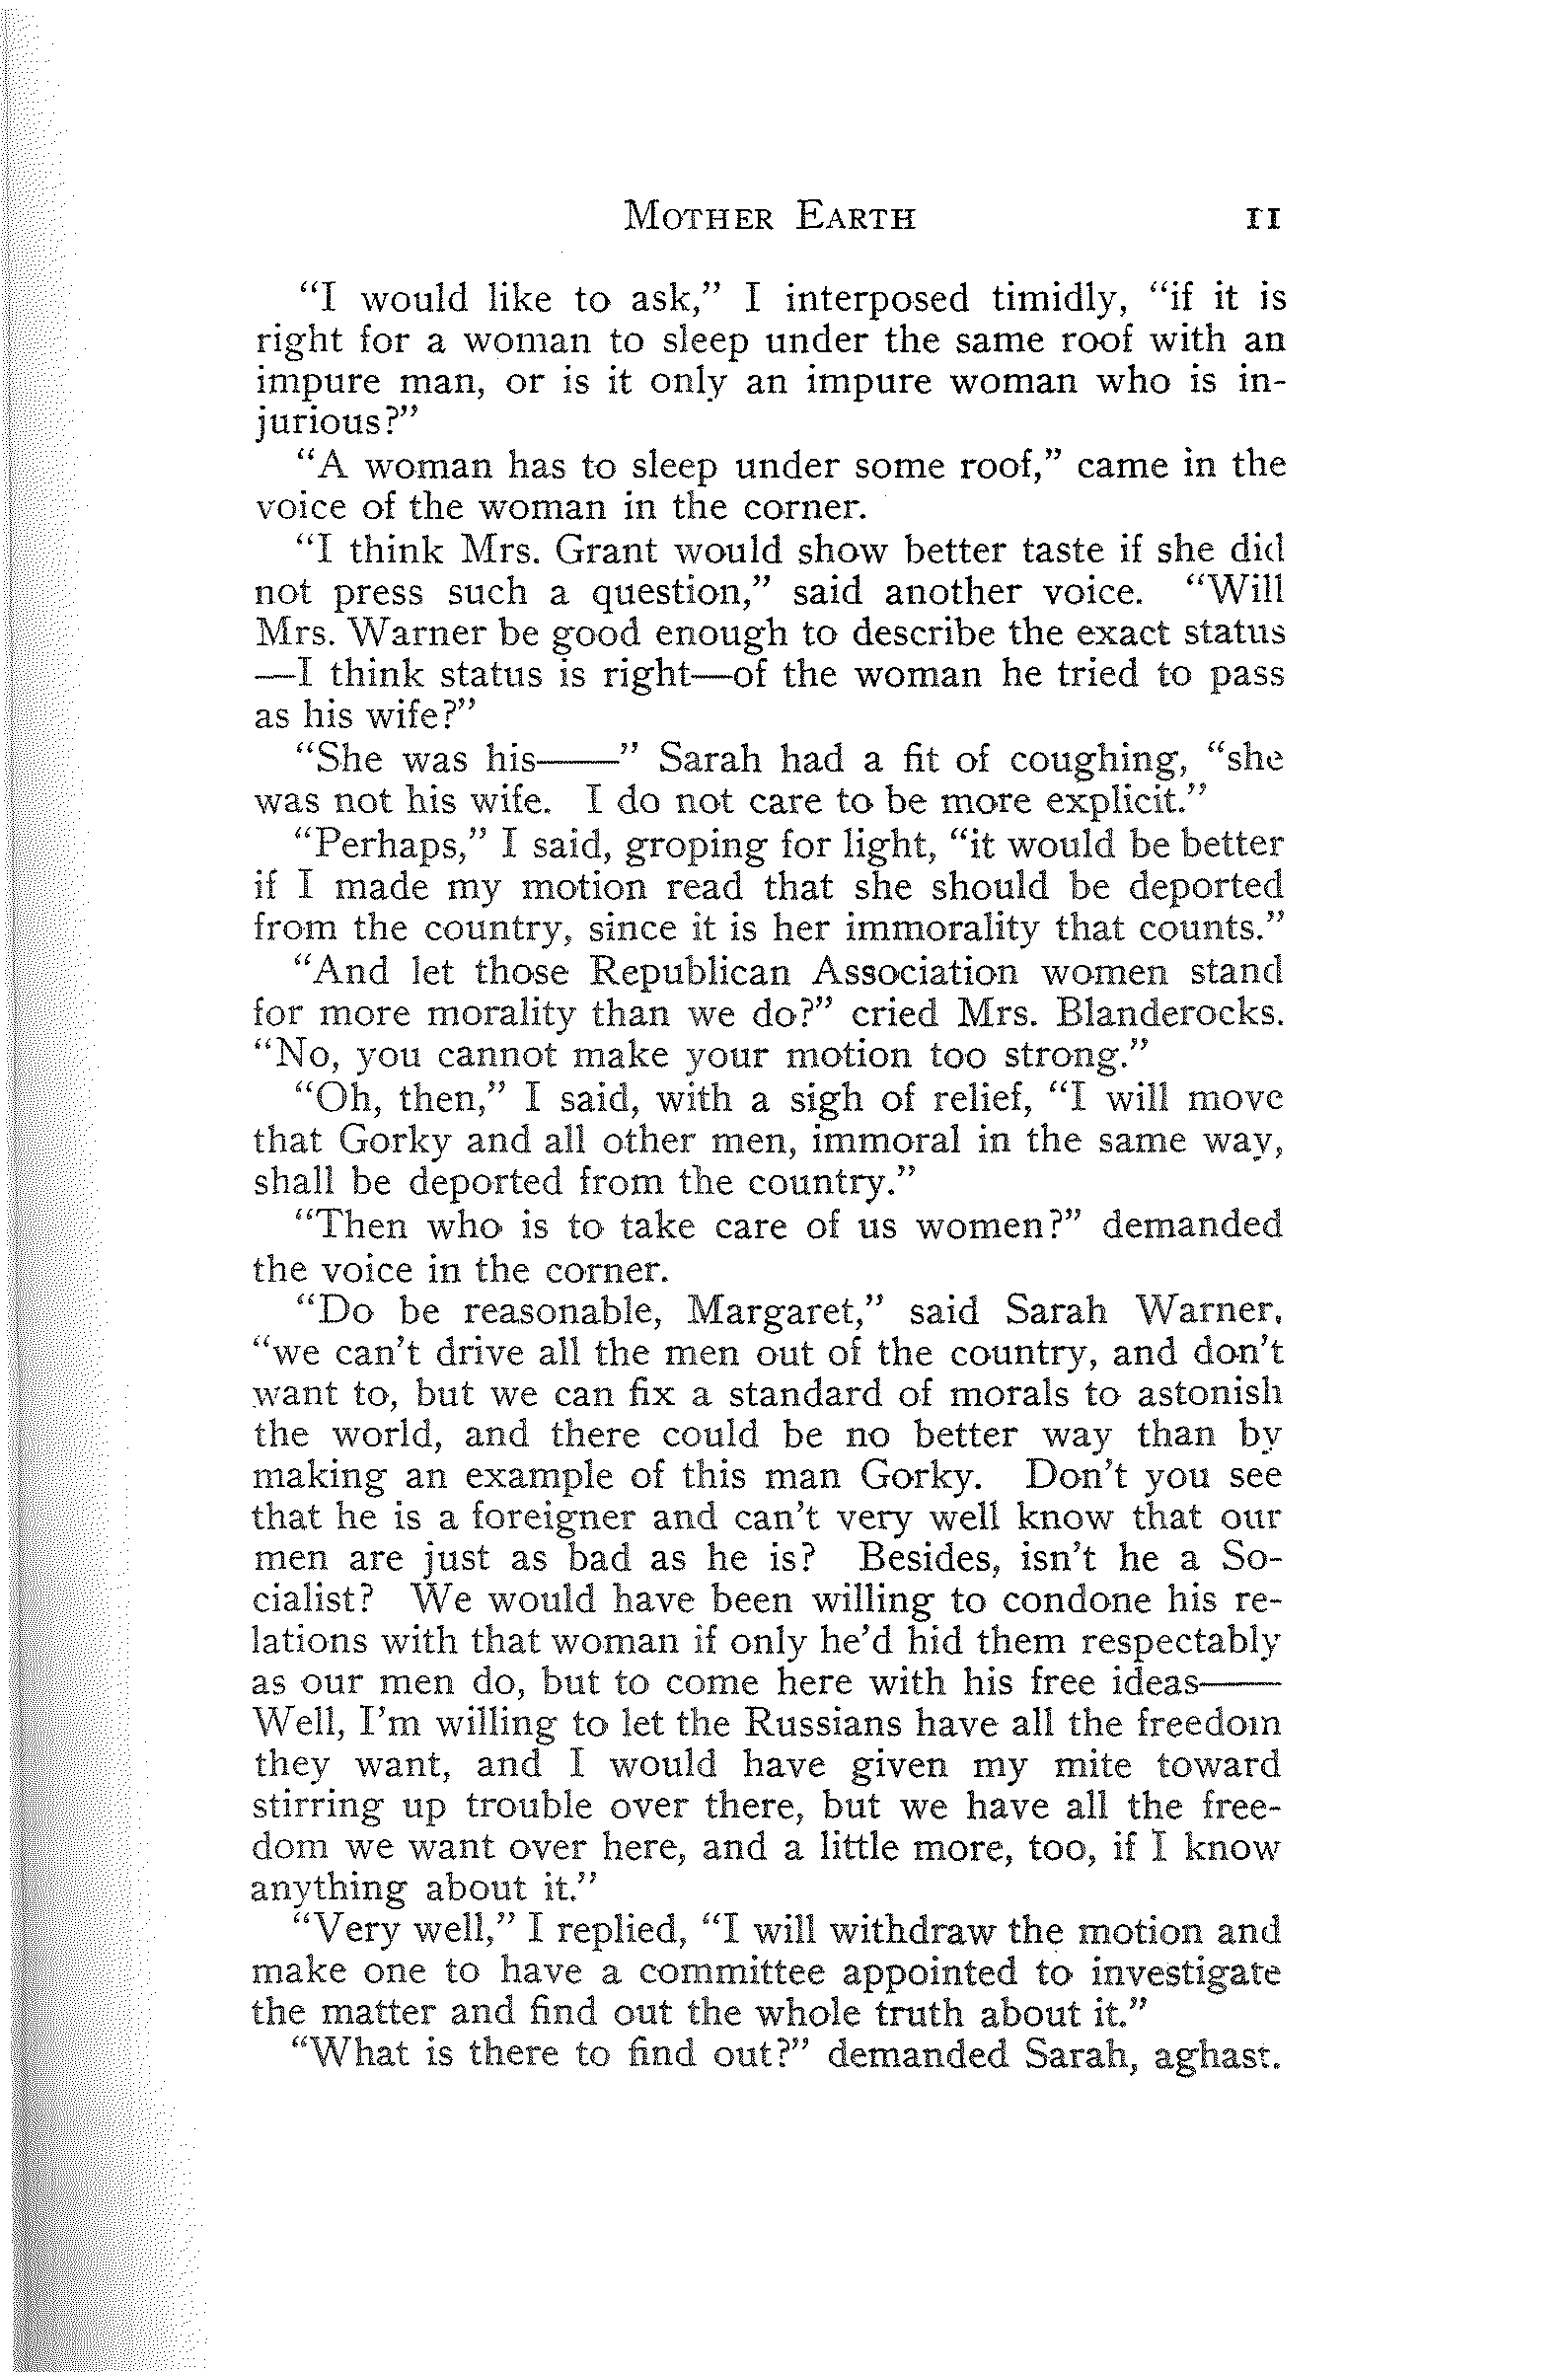 MOTHER EARTH 11
"I would like to ask," I interposed timidly, "if it is
right for a woman to sleep under the same roof with an
impure man, or is it only an impure woman who is in-
jurious?"
"A woman has to sleep under some roof," came in the
voice of the woman in the corner.
"I think Mrs. Grant would show better taste if she did
not press such a question," said another voice. "Will
Mrs. Warner be good enough to describe the exact status
—I think status is right—of the woman he tried to pass
as his wife?"
"She was his——" Sarah had a fit of coughing, "she
was not his wife. I do not care to be more explicit."
"Perhaps," I said, groping for light, "it would be better
if I made my motion read that she should be deported
from the country, since it is her immorality that counts."
"And let those Republican Association women stand
for more morality than we do?" cried Mrs. Blanderocks.
"No, you cannot make your motion too strong."
"Oh, then," I said, with a sigh of relief, "I will move
that Gorky and all other men, immoral in the same way,
shall be deported from the country."
"Then who is to take care of us women?" demanded
the voice in the corner.
"Do be reasonable, Margaret," said Sarah Warner,
"we can't drive all the men out of the country, and don't
want to, but we can fix a standard of morals to astonish
the world, and there could be no better way than by
making an example of this man Gorky. Don't you see
that he is a foreigner and can't very well know that our
men are just as bad as he is? Besides, isn't he a So-
cialist? We would have been willing to condone his re-
lations with that woman if only he'd hid them respectably
as our men do, but to come here with his free ideas——
Well, I'm willing to let the Russians have all the freedom
they want, and I would have given my mite toward
stirring up trouble over there, but we have all the free-
dom we want over here, and a little more, too, if I know
anything about it."
"Very well," I replied, "I will withdraw the motion and
make one to have a committee appointed to investigate
the matter and find out the whole truth about it."
"What is there to find out?" demanded Sarah, aghast.